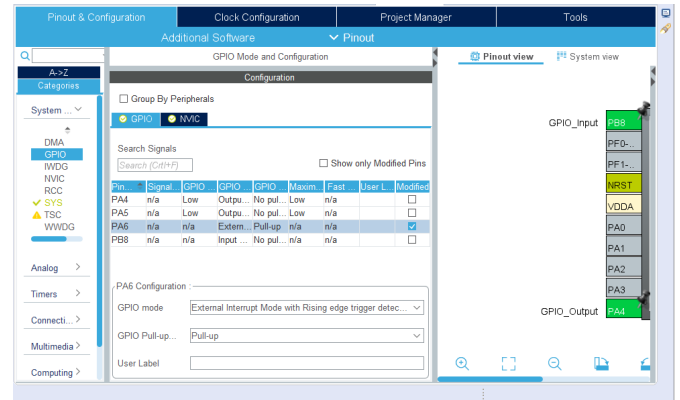 Pinout & Configuration
Clock Configuration
Project Manager
Tools
Additional Software
Pinout
GPIO Mode and Configuration
Configuration
Pinout view
System view
A->Z
Categories
System ...
DMA
GPIO
IWDG
NVIC
RCC
SYS
TSC
WWDG
Analog
Timers
Connecti...
Multimedia
Computing
Group By Peripherals
GPIO
NVIC
Search Signals
Search (Crtl+F)
Show only Modified Pins
Pin... Signal... GPIO ... GPIO ... GPIO ... Maxim... Fast ... User L... Modified
PA4 n/a Low Outpu... No pul... Low n/a
PA5 n/a Low Outpu... No pul... Low n/a
PA6 n/a n/a Extern... Pull-up n/a n/a
PB8 n/a n/a Input ... No pul... n/a n/a
PA6 Configuration :
GPIO mode
External Interrupt Mode with Rising edge trigger detec...
GPIO Pull-up...
Pull-up
User Label
GPIO_Input
PB8
PF0-...
PF1-...
NRST
VDDA
PA0
PA1
PA2
PA3
GPIO_Output
PA4